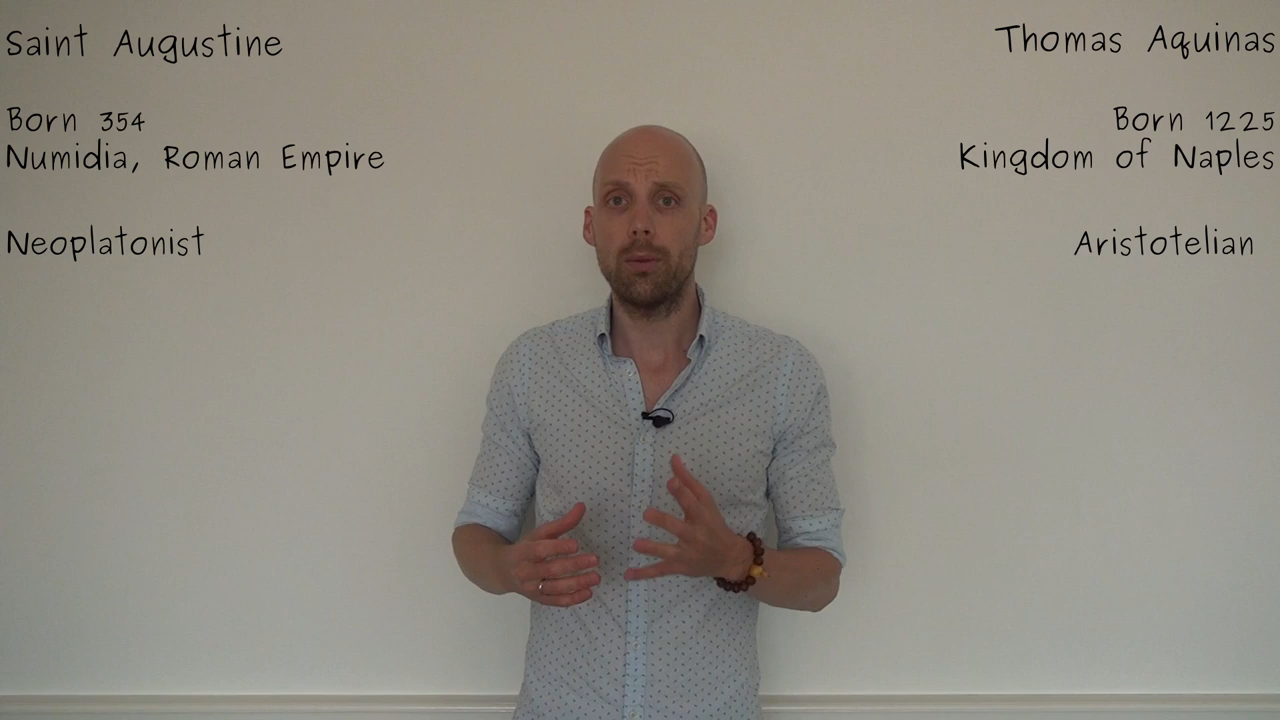 Saint Augustine
Born 354
Numidia, Roman Empire
Neoplatonist
Thomas Aquinas
Born 1225
Kingdom of Naples
Aristotelian